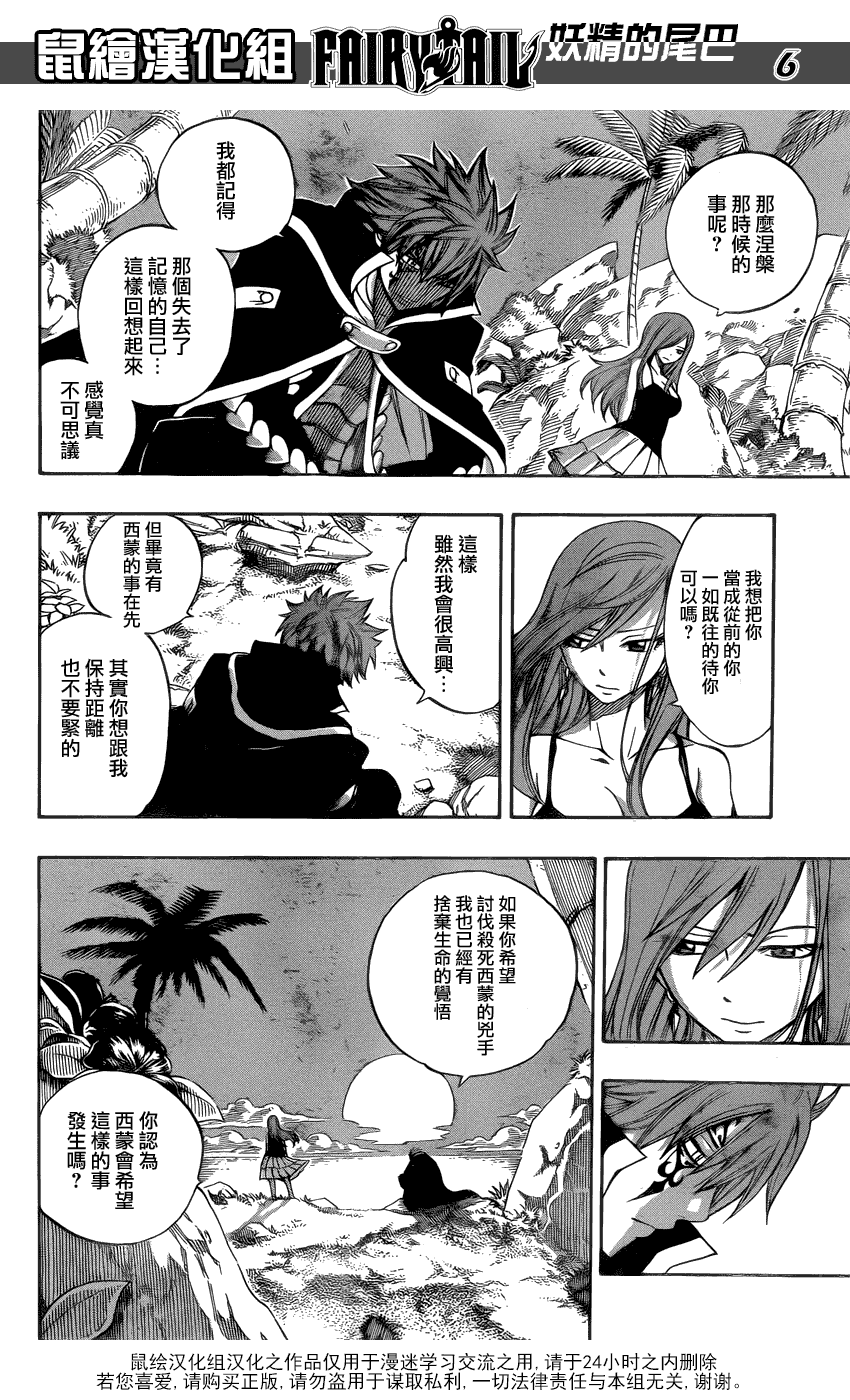 鼠繪漢化組
FAIRY TAIL
妖精的尾巴
6
那麼涅槃
那時候的
事呢？
我
都
記
得
那個失去了
記憶的自己…
這樣回想起來
感覺真
不可思議
我想把你
當成從前的你
一如既往的待你
可以嗎？
這樣
雖然我會很高興…
但畢竟有
西蒙的事在先
其實你想跟我
保持距離
也不要緊的
如果你希望
討伐殺死西蒙的兇手
我也已經有
捨棄生命的覺悟
你認為
西蒙會希望
這樣的事
發生嗎？
鼠绘汉化组汉化之作品仅用于漫迷学习交流之用，请于24小时之内删除
若您喜爱，请购买正版，请勿盗用于谋取私利，一切法律责任与本组无关，谢谢。